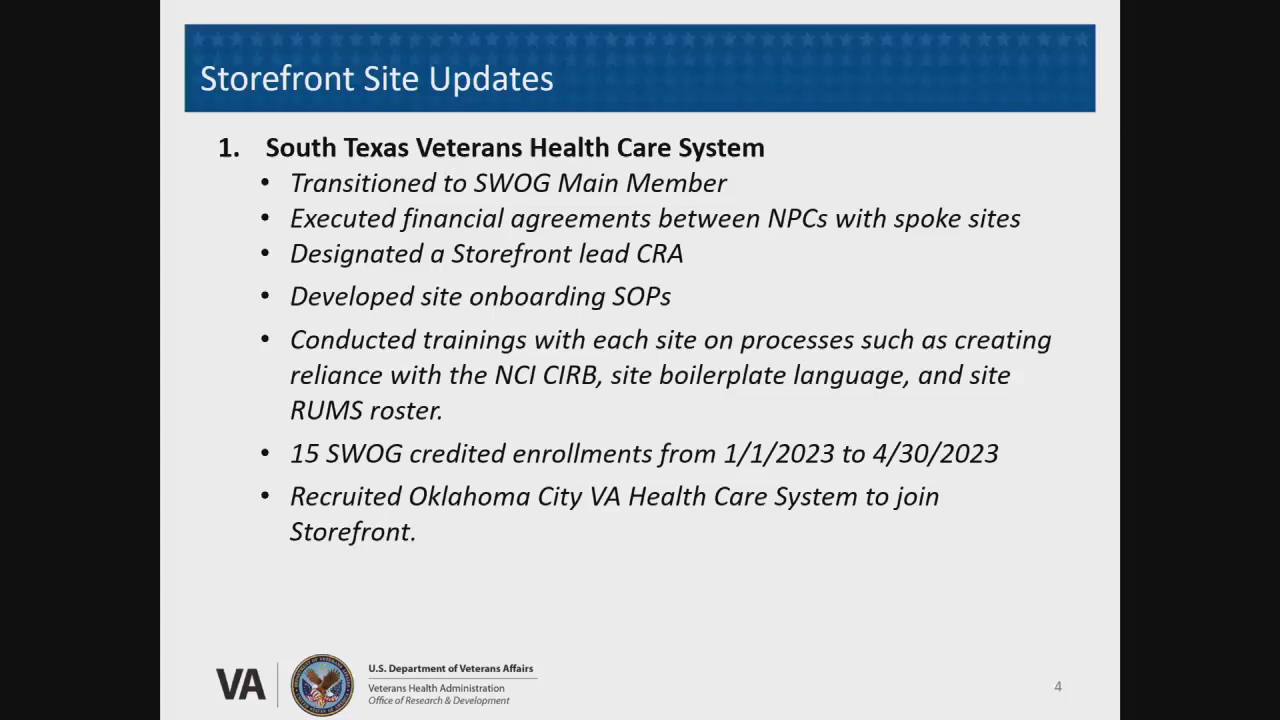 Storefront Site Updates
1. South Texas Veterans Health Care System
• Transitioned to SWOG Main Member
• Executed financial agreements between NPCs with spoke sites
• Designated a Storefront lead CRA
• Developed site onboarding SOPs
• Conducted trainings with each site on processes such as creating
reliance with the NCI CIRB, site boilerplate language, and site
RUMS roster.
• 15 SWOG credited enrollments from 1/1/2023 to 4/30/2023
• Recruited Oklahoma City VA Health Care System to join
Storefront.
VA
U.S. Department of Veterans Affairs
Veterans Health Administration
Office of Research & Development
4